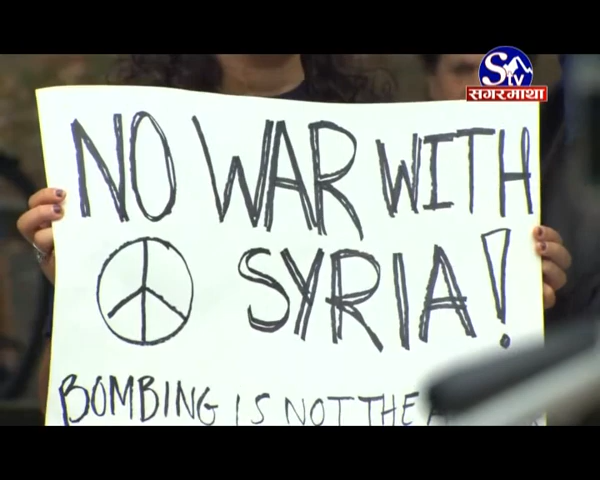 STV
सगरमाथा
NO WAR WITH
SYRIA!
BOMBING IS NOT THE